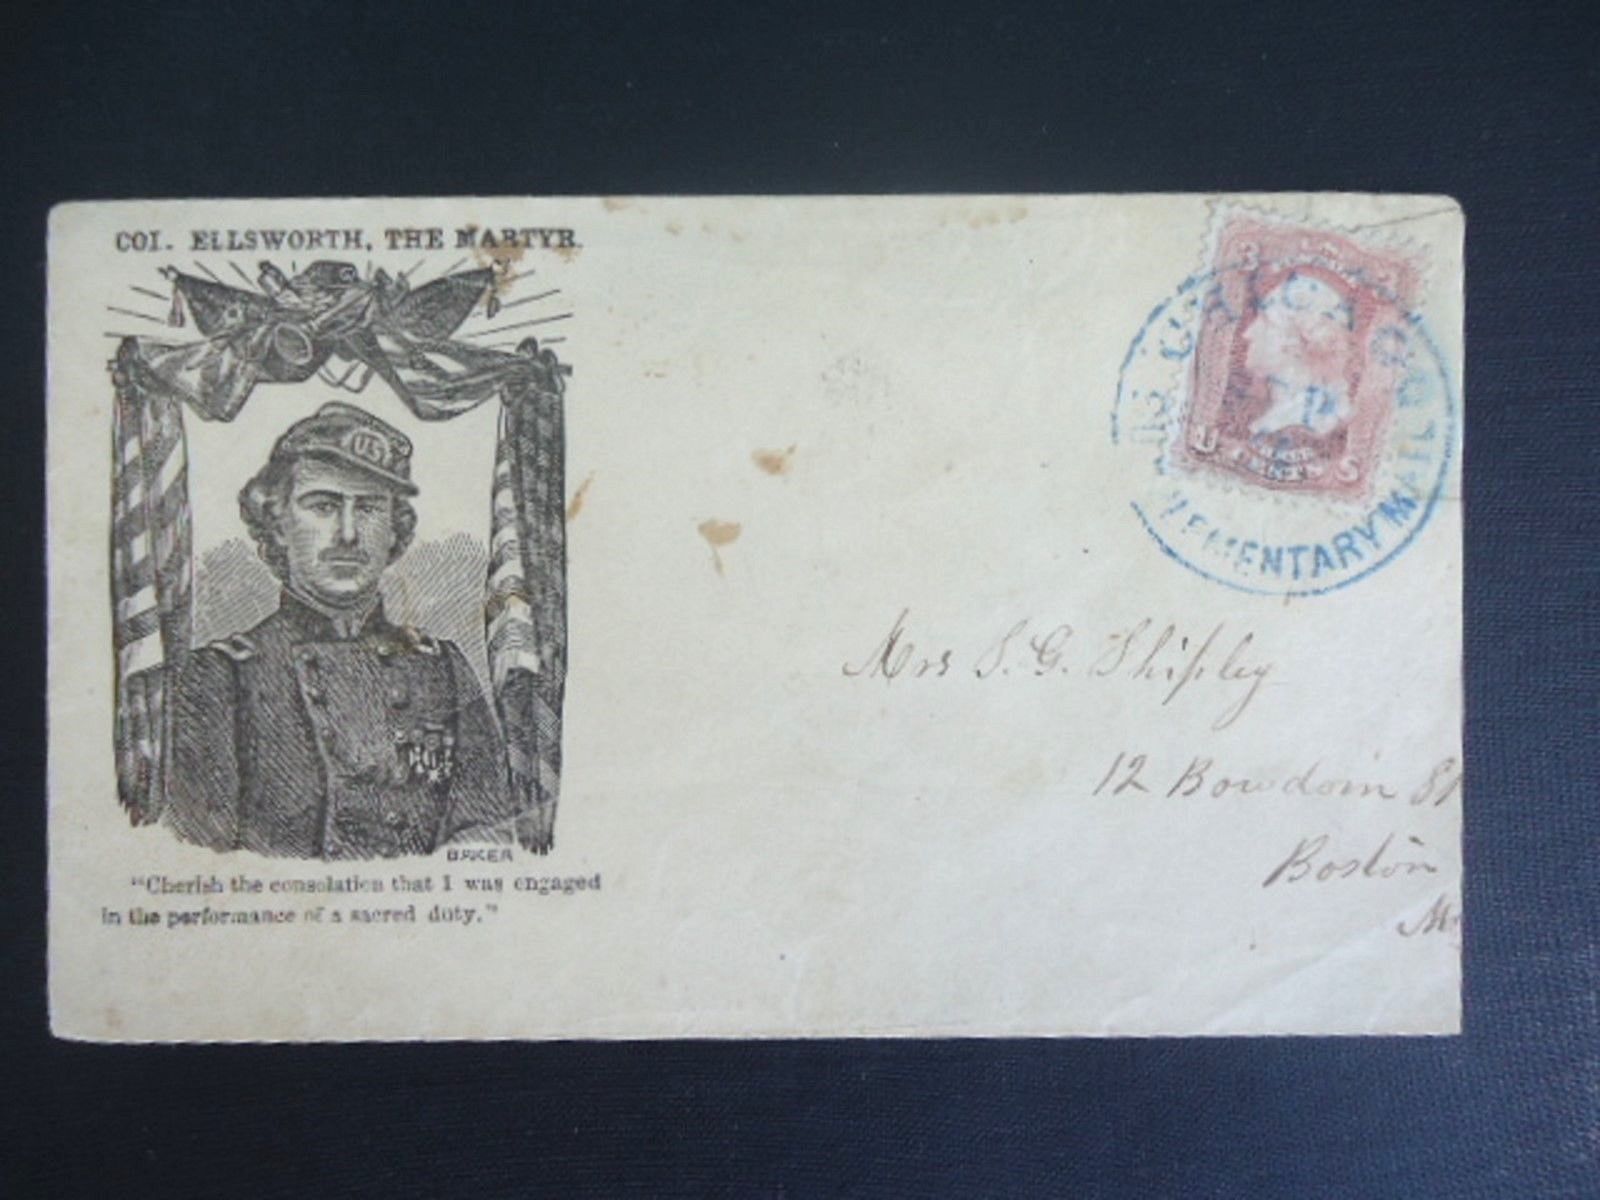 COL. ELLSWORTH, THE MARTYR.
US
BAKER
"Cherish the consolation that I was engaged
in the performance of a sacred duty."
3
U S
CHICAGO
MENTARY MAIL
Mrs S. G. Shipley
12 Bowdoin St
Boston